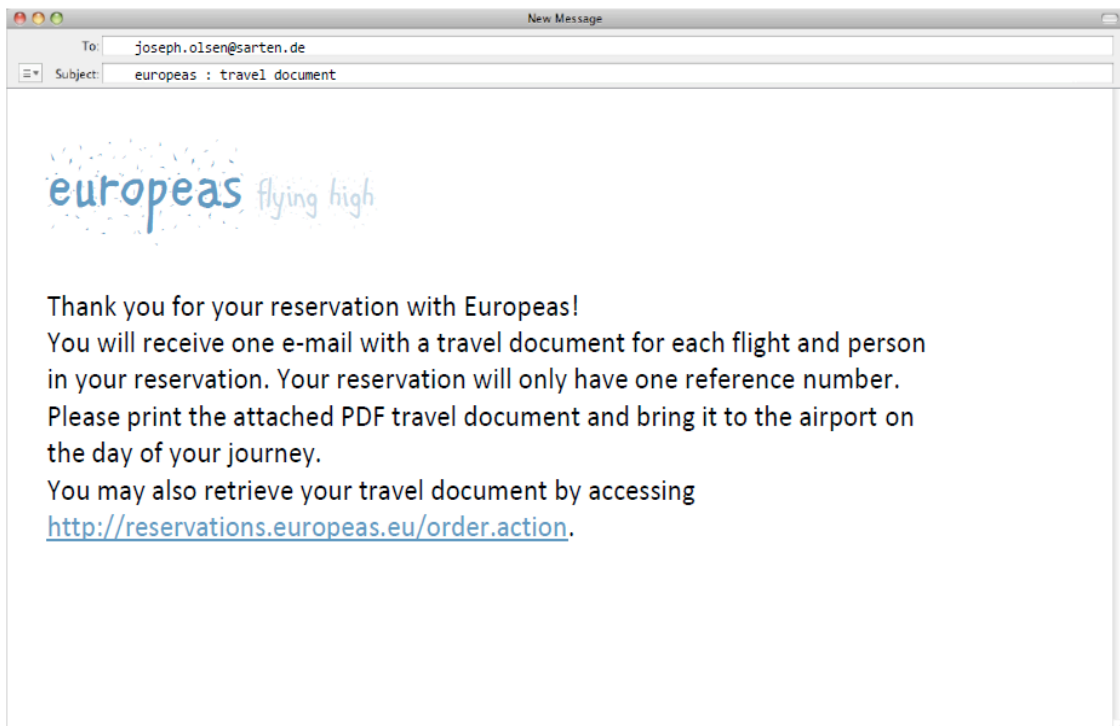 New Message
To: joseph.olsen@sarten.de
Subject: europeas : travel document
europeas flying high
Thank you for your reservation with Europeas!
You will receive one e-mail with a travel document for each flight and person
in your reservation. Your reservation will only have one reference number.
Please print the attached PDF travel document and bring it to the airport on
the day of your journey.
You may also retrieve your travel document by accessing
http://reservations.europeas.eu/order.action.